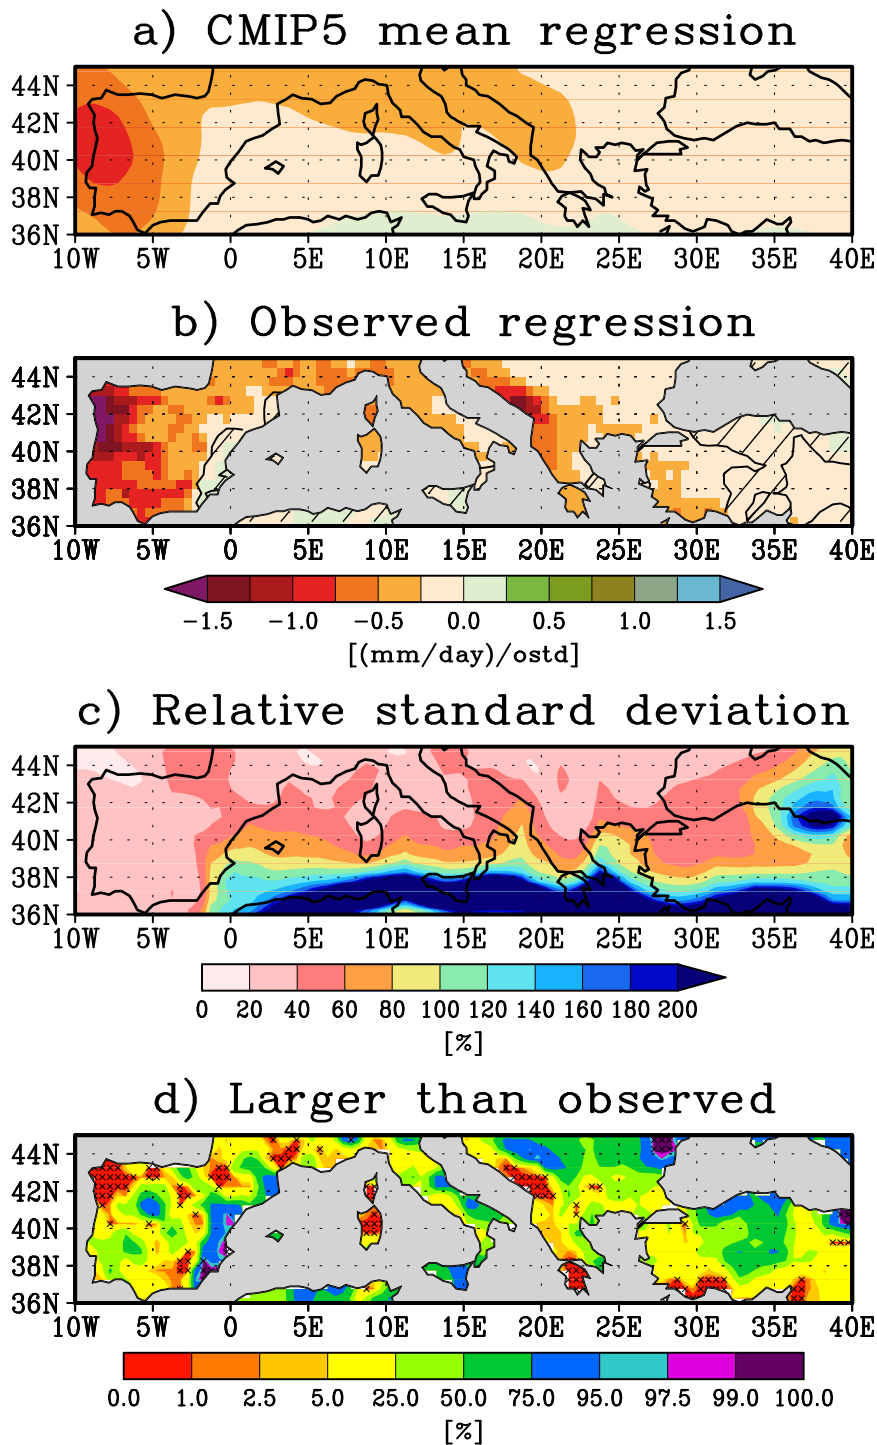 a) CMIP5 mean regression
44N
42N
40N
38N
36N
10W 5W 0 5E 10E 15E 20E 25E 30E 35E 40E
b) Observed regression
44N
42N
40N
38N
36N
10W 5W 0 5E 10E 15E 20E 25E 30E 35E 40E
−1.5 −1.0 −0.5 0.0 0.5 1.0 1.5
[(mm/day)/ostd]
c) Relative standard deviation
44N
42N
40N
38N
36N
10W 5W 0 5E 10E 15E 20E 25E 30E 35E 40E
0 20 40 60 80 100 120 140 160 180 200
[%]
d) Larger than observed
44N
42N
40N
38N
36N
10W 5W 0 5E 10E 15E 20E 25E 30E 35E 40E
0.0 1.0 2.5 5.0 25.0 50.0 75.0 95.0 97.5 99.0 100.0
[%]